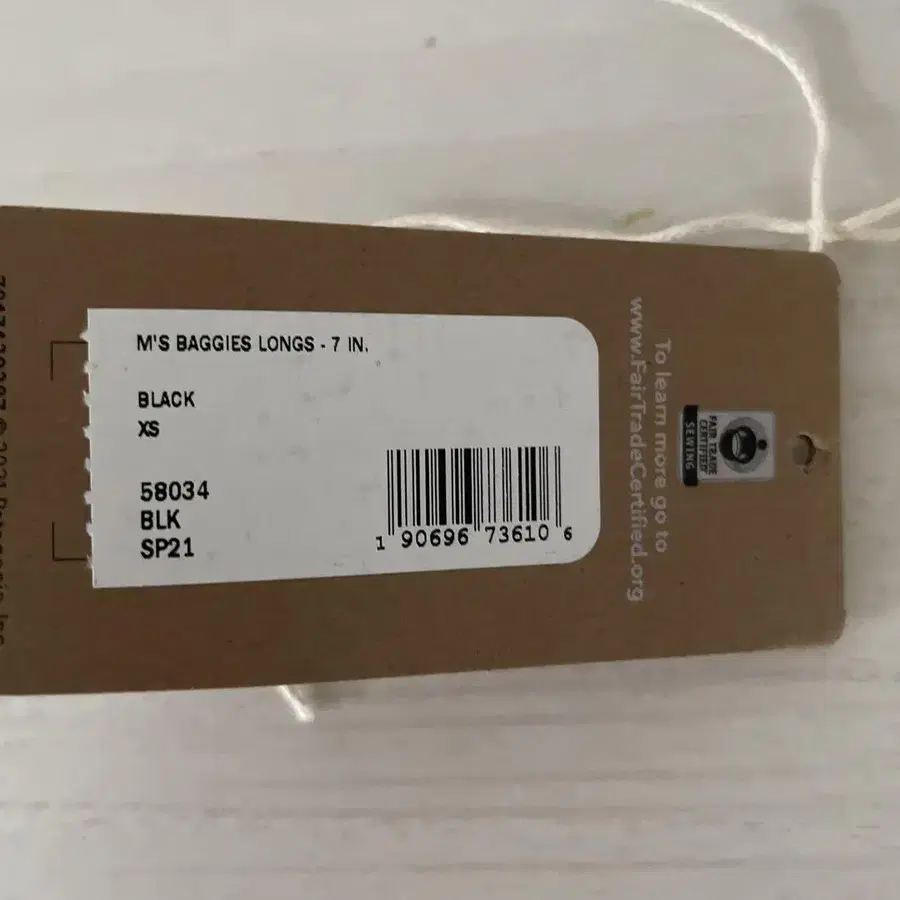 M'S BAGGIES LONGS - 7 IN.
BLACK
XS
58034
BLK
SP21
1 90696 73610 6
To learn more go to
www.FairTradeCertified.org
FAIR TRADE
CERTIFIED
SEWING